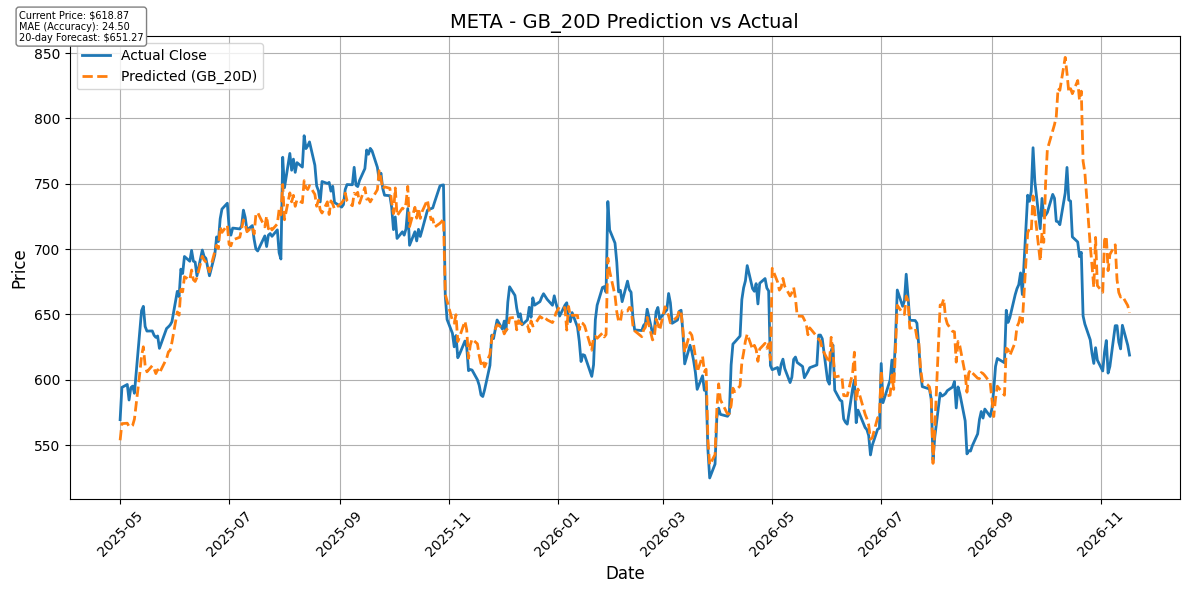 META - GB_20D Prediction vs Actual
Current Price: $618.87
MAE (Accuracy): 24.50
20-day Forecast: $651.27
Actual Close
Predicted (GB_20D)
Price
850
800
750
700
650
600
550
2025-05
2025-07
2025-09
2025-11
2026-01
2026-03
2026-05
2026-07
2026-09
2026-11
Date